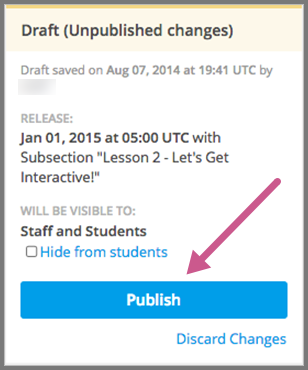 Draft (Unpublished changes)
Draft saved on Aug 07, 2014 at 19:41 UTC by
RELEASE:
Jan 01, 2015 at 05:00 UTC with
Subsection "Lesson 2 - Let's Get
Interactive!"
WILL BE VISIBLE TO:
Staff and Students
Hide from students
Publish
Discard Changes